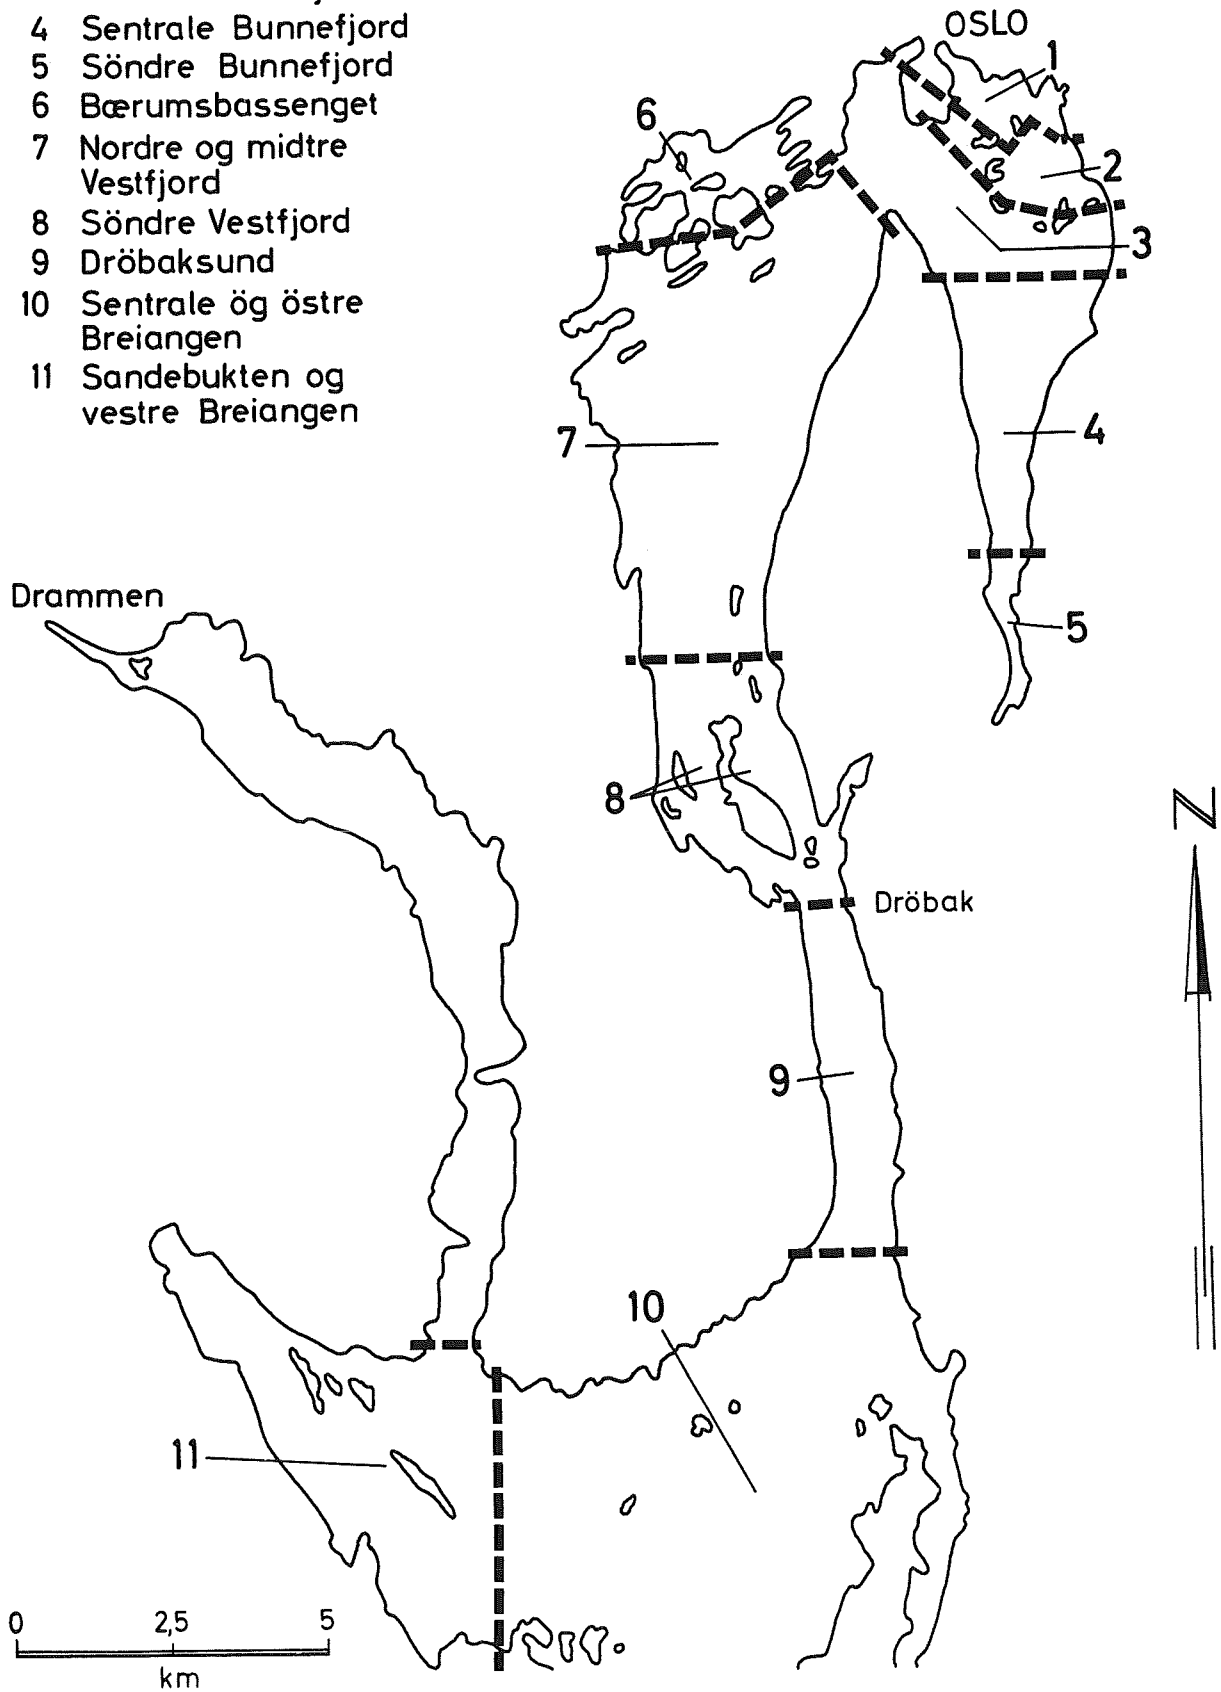 4 Sentrale Bunnefjord
5 Söndre Bunnefjord
6 Bærumsbassenget
7 Nordre og midtre
Vestfjord
8 Söndre Vestfjord
9 Dröbaksund
10 Sentrale ög östre
Breiangen
11 Sandebukten og
vestre Breiangen
OSLO
1
6
2
3
7
4
Drammen
5
8
N
Dröbak
9
10
11
0 2,5 5
km